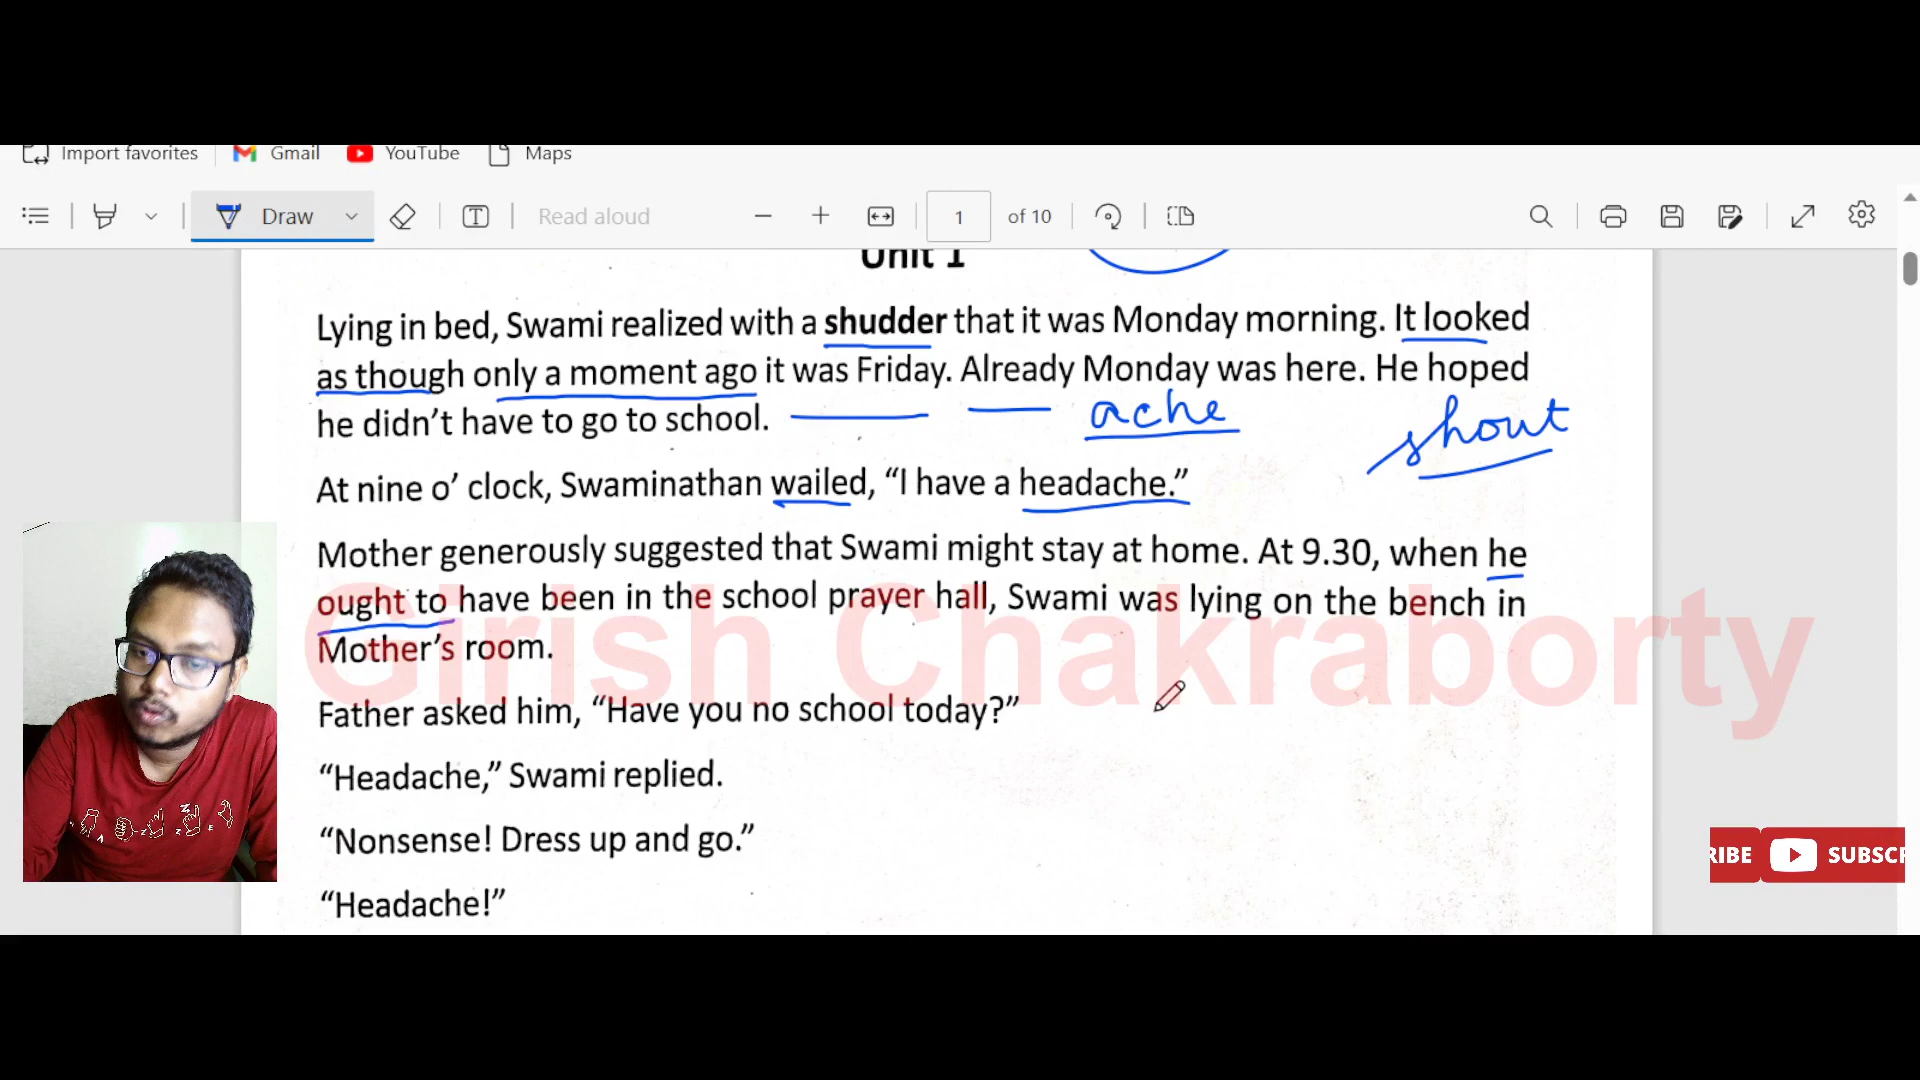 Import favorites Gmail YouTube Maps
Draw T Read aloud 1 of 10
Unit 1
Lying in bed, Swami realized with a shudder that it was Monday morning. It looked
as though only a moment ago it was Friday. Already Monday was here. He hoped
he didn't have to go to school.
ache
shout
At nine o' clock, Swaminathan wailed, “I have a headache.”
Mother generously suggested that Swami might stay at home. At 9.30, when he
ought to have been in the school prayer hall, Swami was lying on the bench in
Mother's room.
Girish Chakraborty
Father asked him, “Have you no school today?”
“Headache,” Swami replied.
“Nonsense! Dress up and go.”
RIBE SUBSCR
“Headache!”